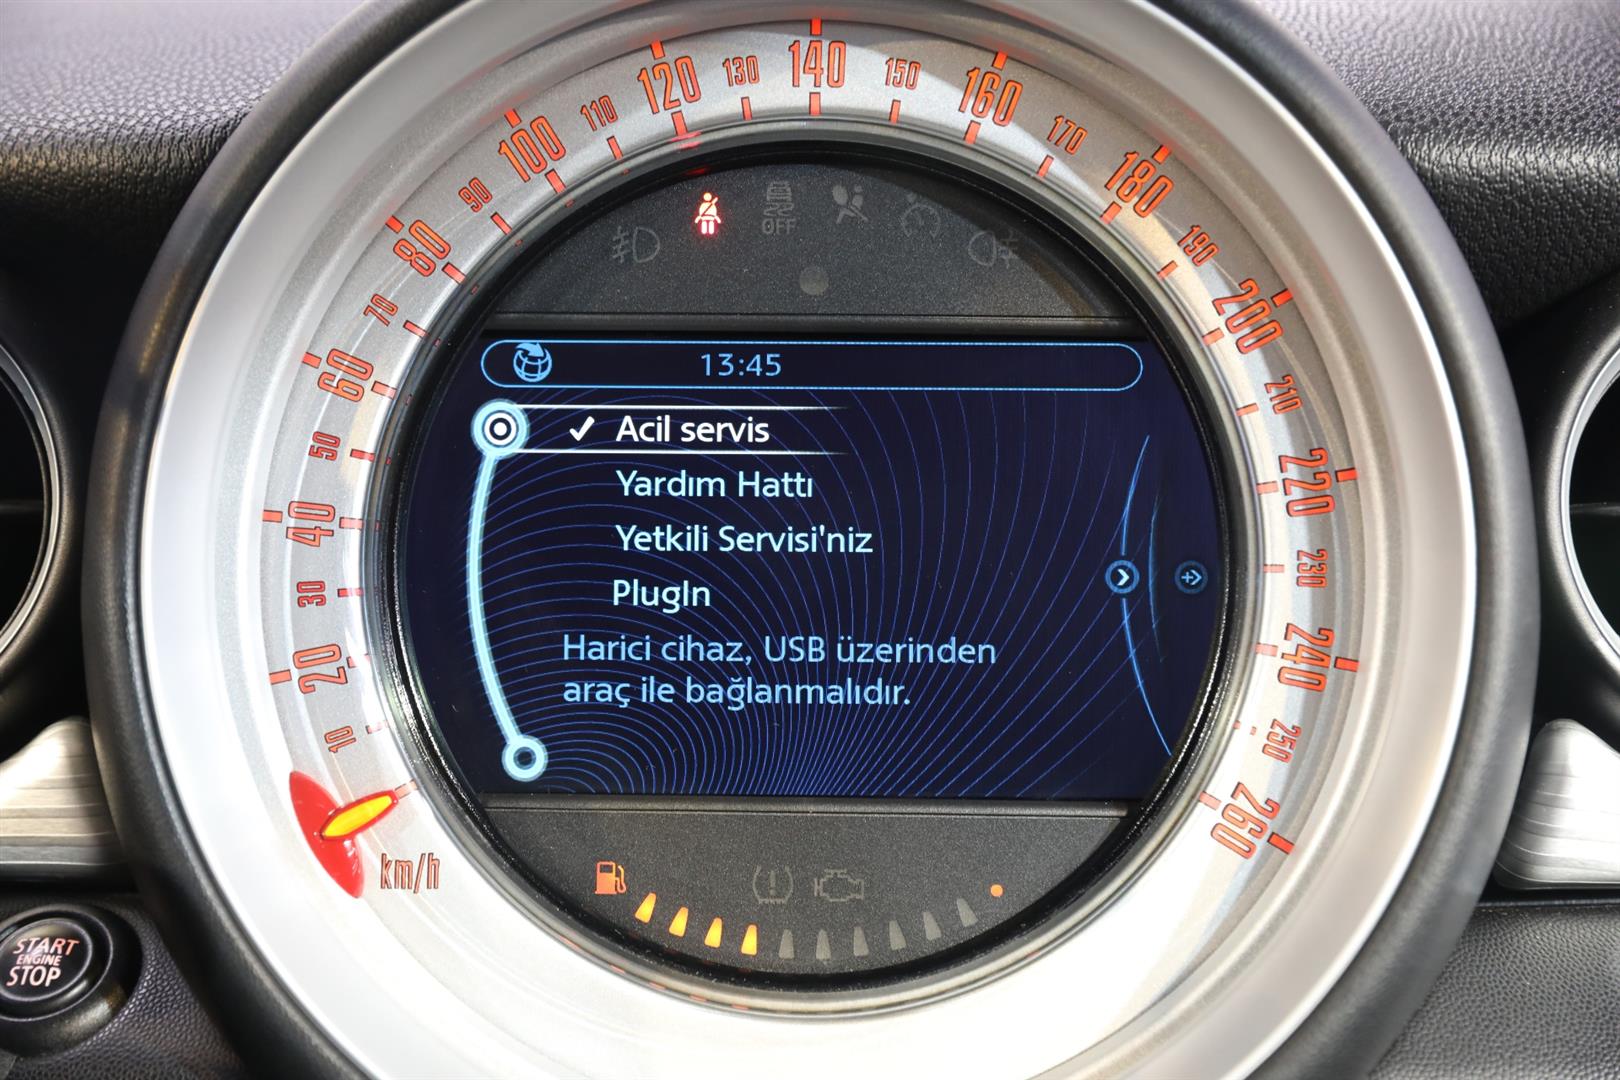 10
20
30
40
50
60
70
80
90
100
110
120
130
140
150
160
170
180
190
200
210
220
230
240
250
260
km/h
OFF
13:45
✓ Acil servis
Yardım Hattı
Yetkili Servisi'niz
PlugIn
Harici cihaz, USB üzerinden
araç ile bağlanmalıdır.
START
ENGINE
STOP